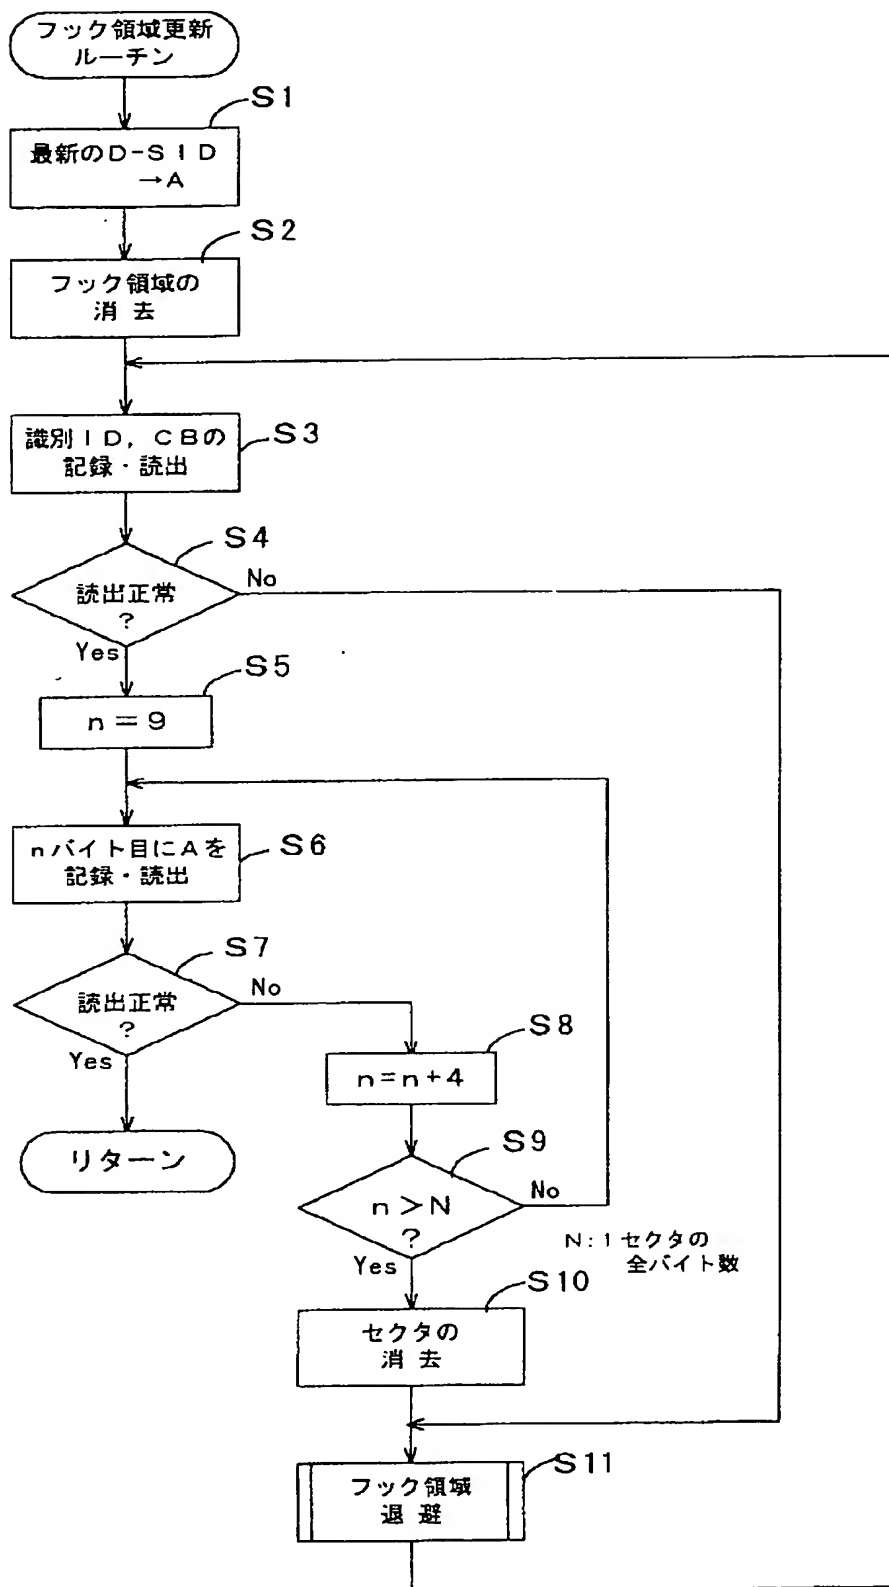 フック領域更新
ルーチン
S1
最新のD-SID
→A
S2
フック領域の
消去
識別ID, CBの
記録・読出
S3
S4
読出正常
?
No
Yes
S5
n=9
nバイト目にAを
記録・読出
S6
S7
読出正常
?
No
Yes
S8
n=n+4
リターン
S9
n>N
?
No
Yes
N:1セクタの
全バイト数
S10
セクタの
消去
S11
フック領域
退避